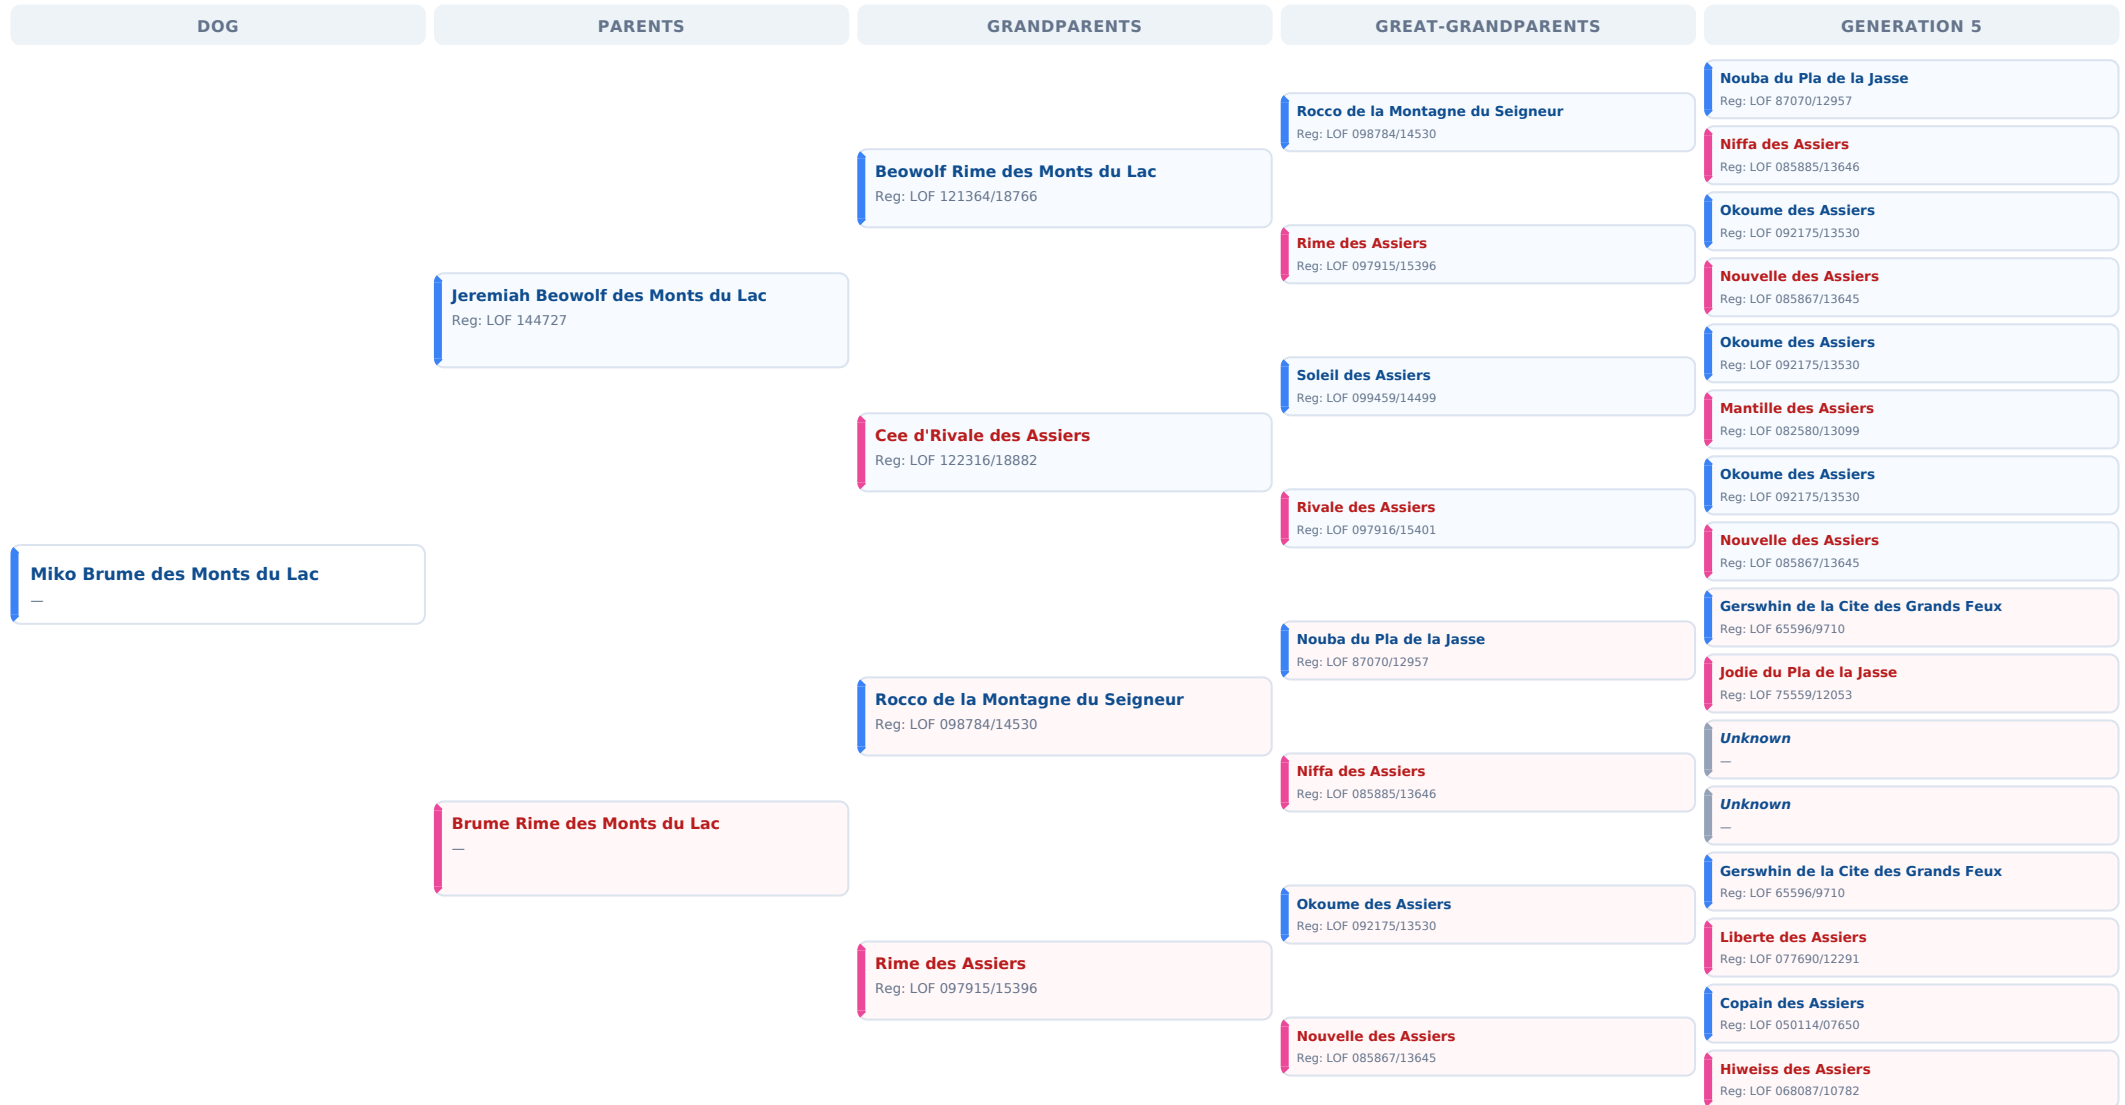 DOG
PARENTS
GRANDPARENTS
GREAT-GRANDPARENTS
GENERATION 5
Miko Brume des Monts du Lac
—
Jeremiah Beowolf des Monts du Lac
Reg: LOF 144727
Brume Rime des Monts du Lac
—
Beowolf Rime des Monts du Lac
Reg: LOF 121364/18766
Cee d'Rivale des Assiers
Reg: LOF 122316/18882
Rocco de la Montagne du Seigneur
Reg: LOF 098784/14530
Rime des Assiers
Reg: LOF 097915/15396
Rocco de la Montagne du Seigneur
Reg: LOF 098784/14530
Rime des Assiers
Reg: LOF 097915/15396
Soleil des Assiers
Reg: LOF 099459/14499
Rivale des Assiers
Reg: LOF 097916/15401
Nouba du Pla de la Jasse
Reg: LOF 87070/12957
Niffa des Assiers
Reg: LOF 085885/13646
Okoume des Assiers
Reg: LOF 092175/13530
Nouvelle des Assiers
Reg: LOF 085867/13645
Nouba du Pla de la Jasse
Reg: LOF 87070/12957
Niffa des Assiers
Reg: LOF 085885/13646
Okoume des Assiers
Reg: LOF 092175/13530
Nouvelle des Assiers
Reg: LOF 085867/13645
Okoume des Assiers
Reg: LOF 092175/13530
Mantille des Assiers
Reg: LOF 082580/13099
Okoume des Assiers
Reg: LOF 092175/13530
Nouvelle des Assiers
Reg: LOF 085867/13645
Gerswhin de la Cite des Grands Feux
Reg: LOF 65596/9710
Jodie du Pla de la Jasse
Reg: LOF 75559/12053
Unknown
—
Unknown
—
Gerswhin de la Cite des Grands Feux
Reg: LOF 65596/9710
Liberte des Assiers
Reg: LOF 077690/12291
Copain des Assiers
Reg: LOF 050114/07650
Hiweiss des Assiers
Reg: LOF 068087/10782